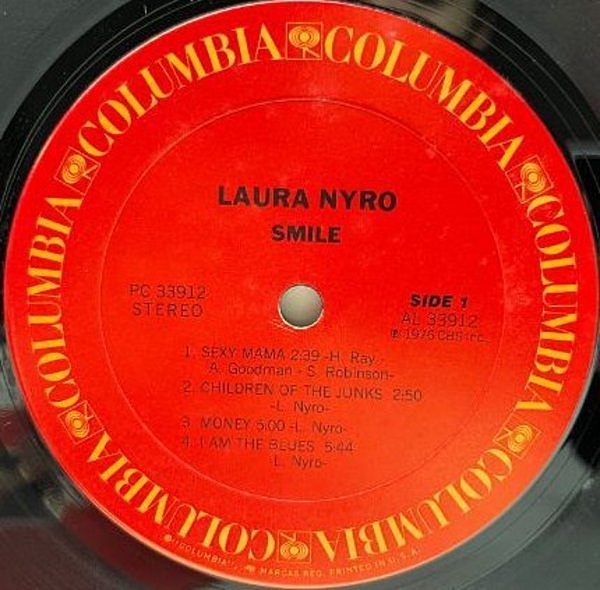 COLUMBIA COLUMBIA COLUMBIA COLUMBIA COLUMBIA COLUMBIA COLUMBIA
LAURA NYRO
SMILE
PC 33912
STEREO
SIDE 1
AL 33912
℗ 1976 CBS Inc.
1. SEXY MAMA 2:39 -H. Ray -
A. Goodman - S. Robinson-
2. CHILDREN OF THE JUNKS 2:50
-L. Nyro-
3. MONEY 5:00 -L. Nyro-
4. I AM THE BLUES 5:44
-L. Nyro-
"COLUMBIA", MARCAS REG. PRINTED IN U.S.A.